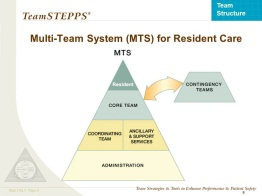 Team
Structure
TeamSTEPPS®
Multi-Team System (MTS) for Resident Care
MTS
Resident
CONTINGENCY
TEAMS
CORE TEAM
COORDINATING
TEAM
ANCILLARY
& SUPPORT
SERVICES
ADMINISTRATION
Team Strategies & Tools to Enhance Performance & Patient Safety